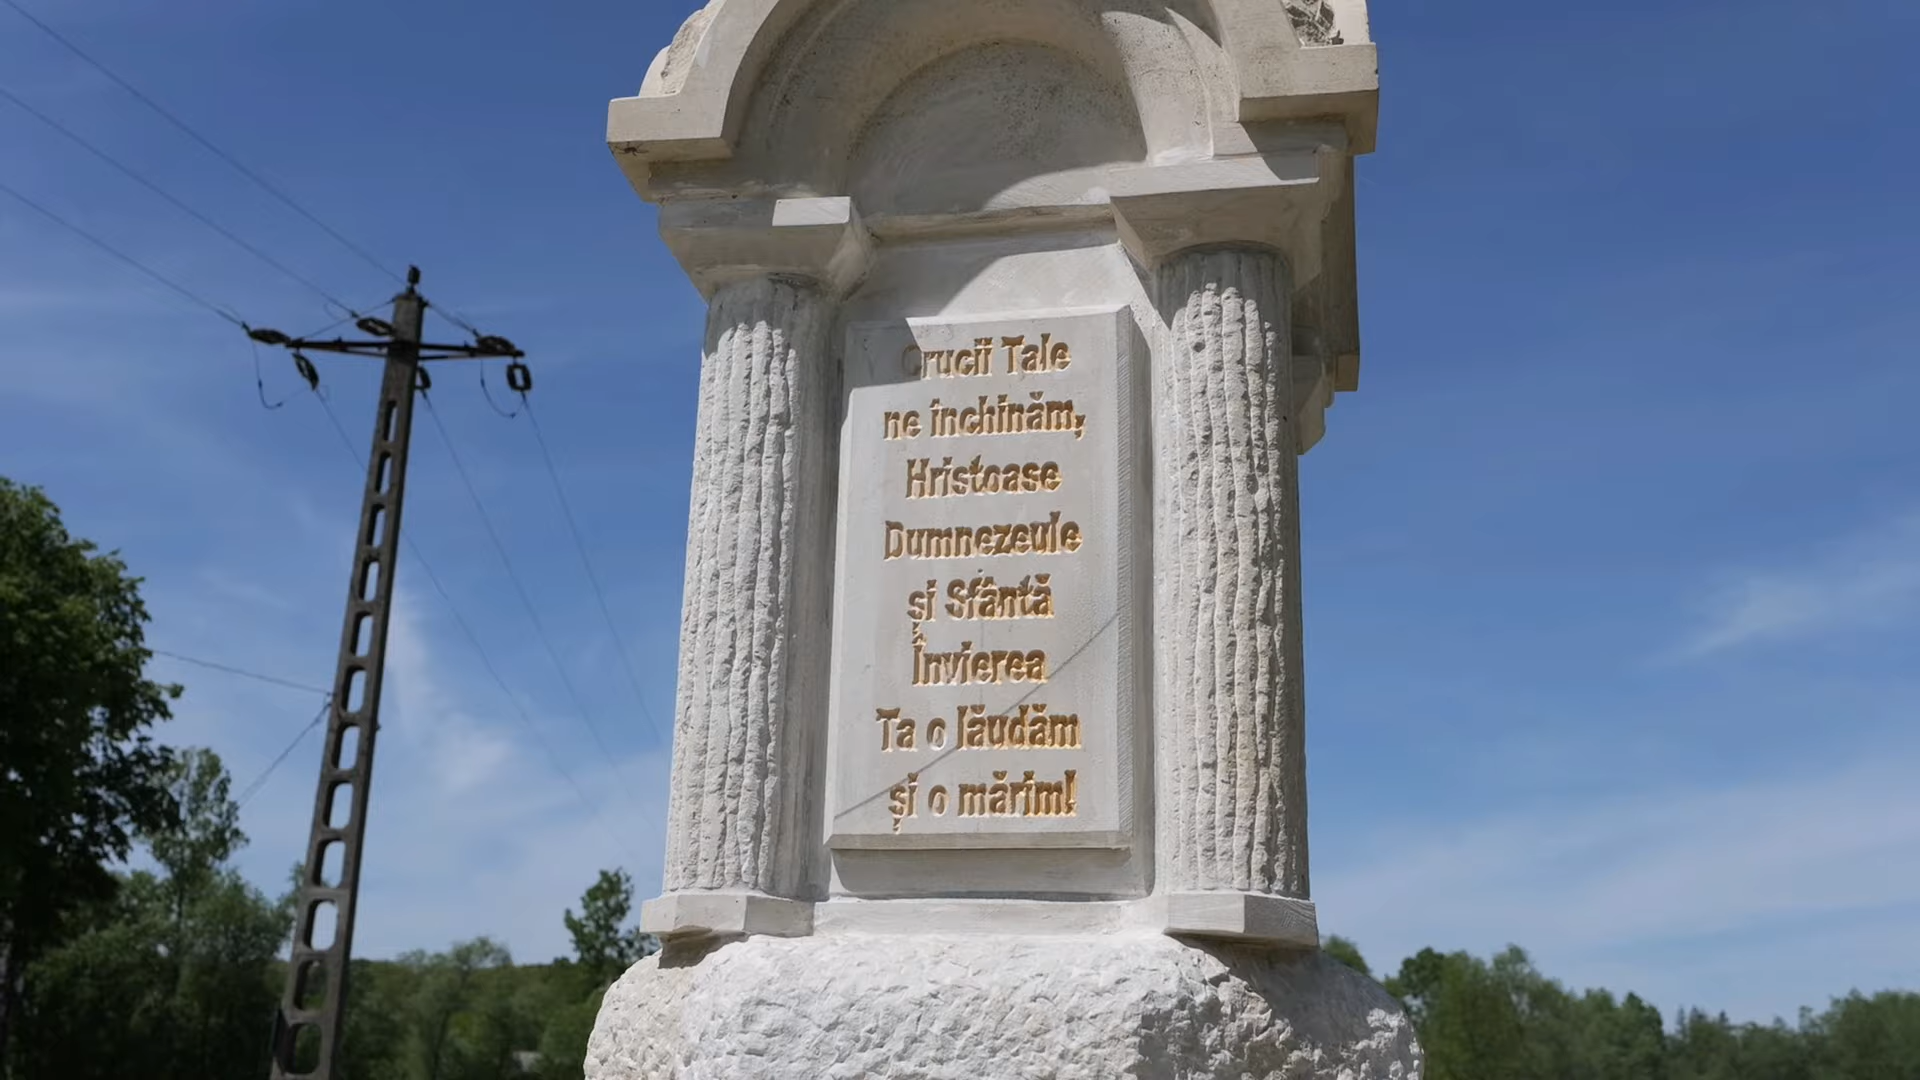 Crucii Tale
ne închinăm,
Hristoase
Dumnezeule
și Sfântă
Învierea
Ta o lăudăm
și o mărim!